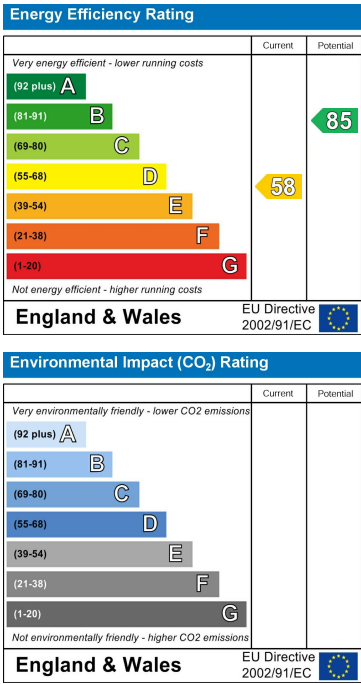 Energy Efficiency Rating
Current Potential
Very energy efficient - lower running costs
(92 plus) A
(81-91) B
85
(69-80) C
(55-68) D
58
(39-54) E
(21-38) F
(1-20) G
Not energy efficient - higher running costs
England & Wales
EU Directive
2002/91/EC
Environmental Impact (CO₂) Rating
Current Potential
Very environmentally friendly - lower CO2 emissions
(92 plus) A
(81-91) B
(69-80) C
(55-68) D
(39-54) E
(21-38) F
(1-20) G
Not environmentally friendly - higher CO2 emissions
England & Wales
EU Directive
2002/91/EC